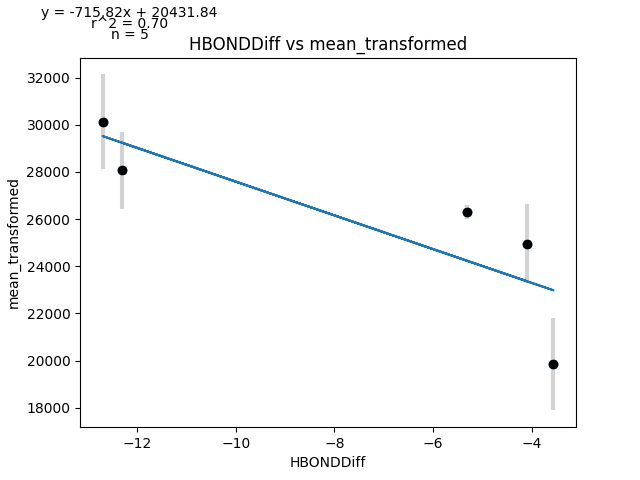 y = -715.82x + 20431.84
r^2 = 0.70
n = 5
HBONDDiff vs mean_transformed
32000
30000
28000
26000
24000
22000
20000
18000
mean_transformed
−12
−10
−8
−6
−4
HBONDDiff